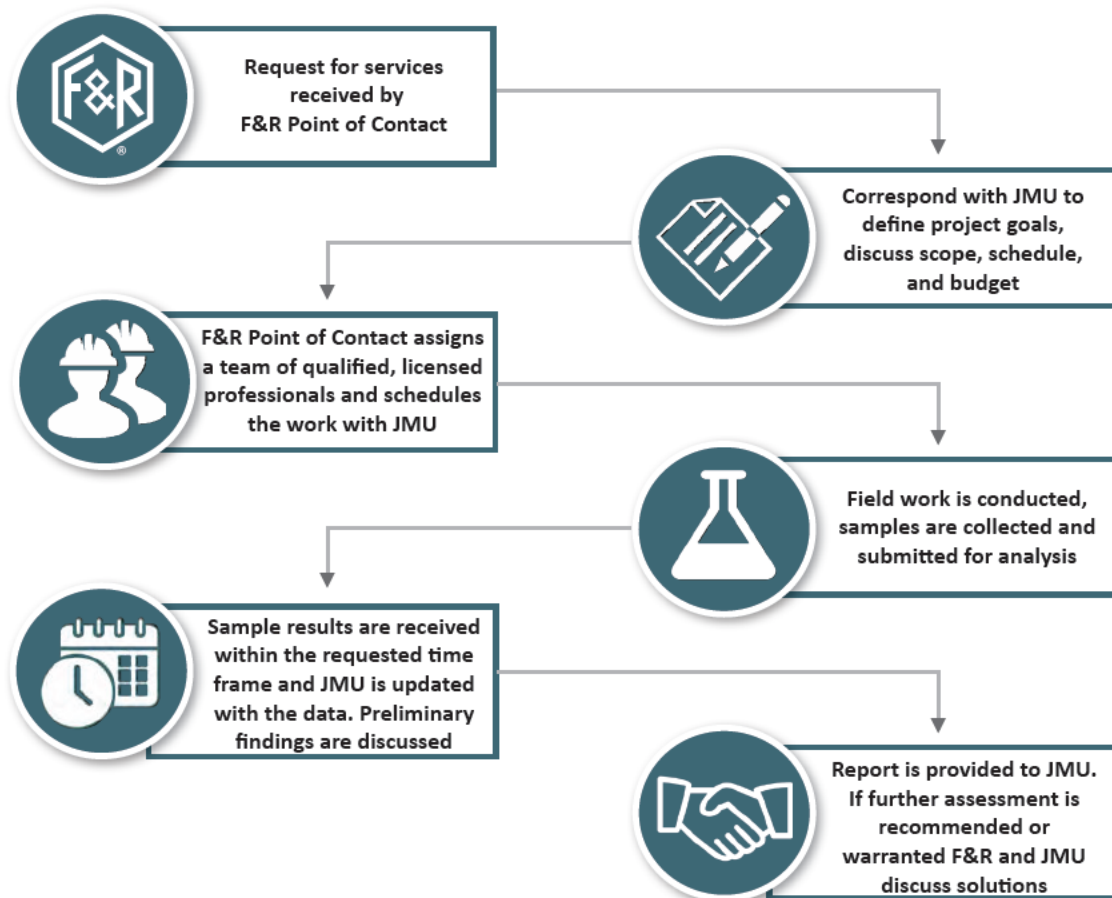 F&R
®
Request for services
received by
F&R Point of Contact
Correspond with JMU to
define project goals,
discuss scope, schedule,
and budget
F&R Point of Contact assigns
a team of qualified, licensed
professionals and schedules
the work with JMU
Field work is conducted,
samples are collected and
submitted for analysis
Sample results are received
within the requested time
frame and JMU is updated
with the data. Preliminary
findings are discussed
Report is provided to JMU.
If further assessment is
recommended or
warranted F&R and JMU
discuss solutions